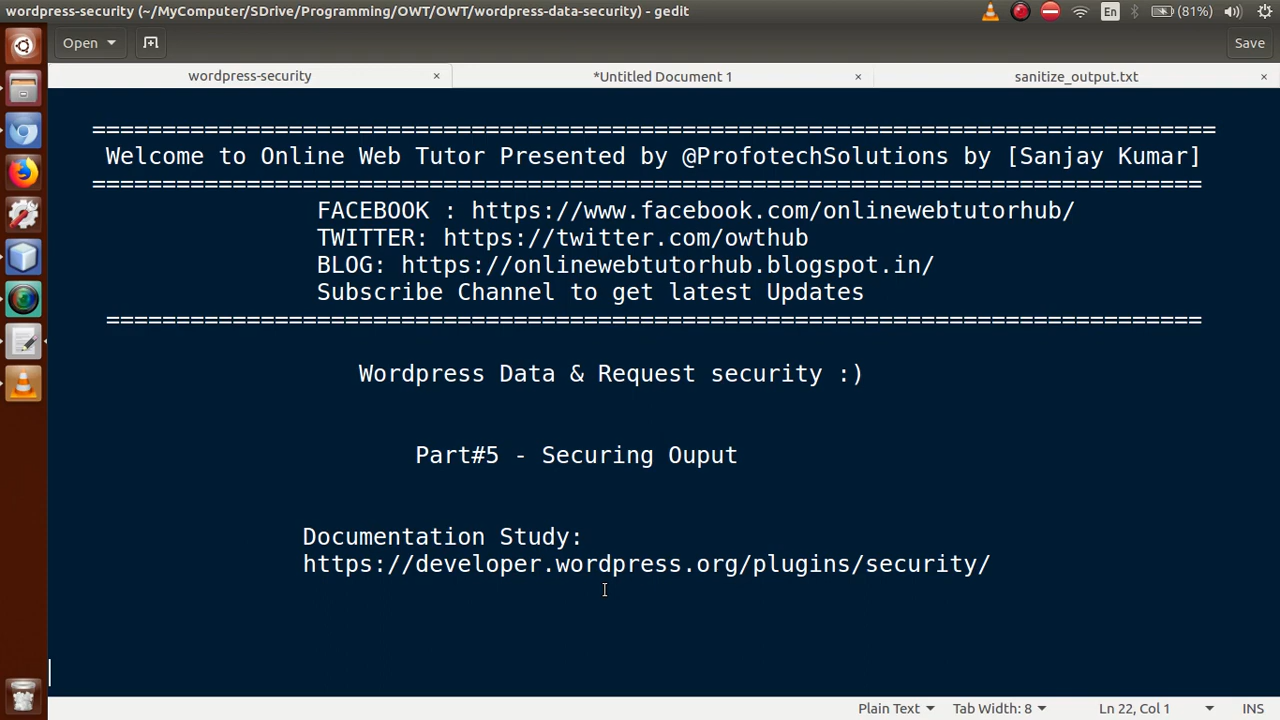 wordpress-security (~/MyComputer/SDrive/Programming/OWT/OWT/wordpress-data-security) - gedit
En
(81%)
Open
Save
wordpress-security ×
*Untitled Document 1 ×
sanitize_output.txt ×
================================================================================
Welcome to Online Web Tutor Presented by @ProfotechSolutions by [Sanjay Kumar]
===============================================================================
FACEBOOK : https://www.facebook.com/onlinewebtutorhub/
TWITTER: https://twitter.com/owthub
BLOG: https://onlinewebtutorhub.blogspot.in/
Subscribe Channel to get latest Updates
==============================================================================
Wordpress Data & Request security :)
Part#5 - Securing Ouput
Documentation Study:
https://developer.wordpress.org/plugins/security/
Plain Text
Tab Width: 8
Ln 22, Col 1
INS